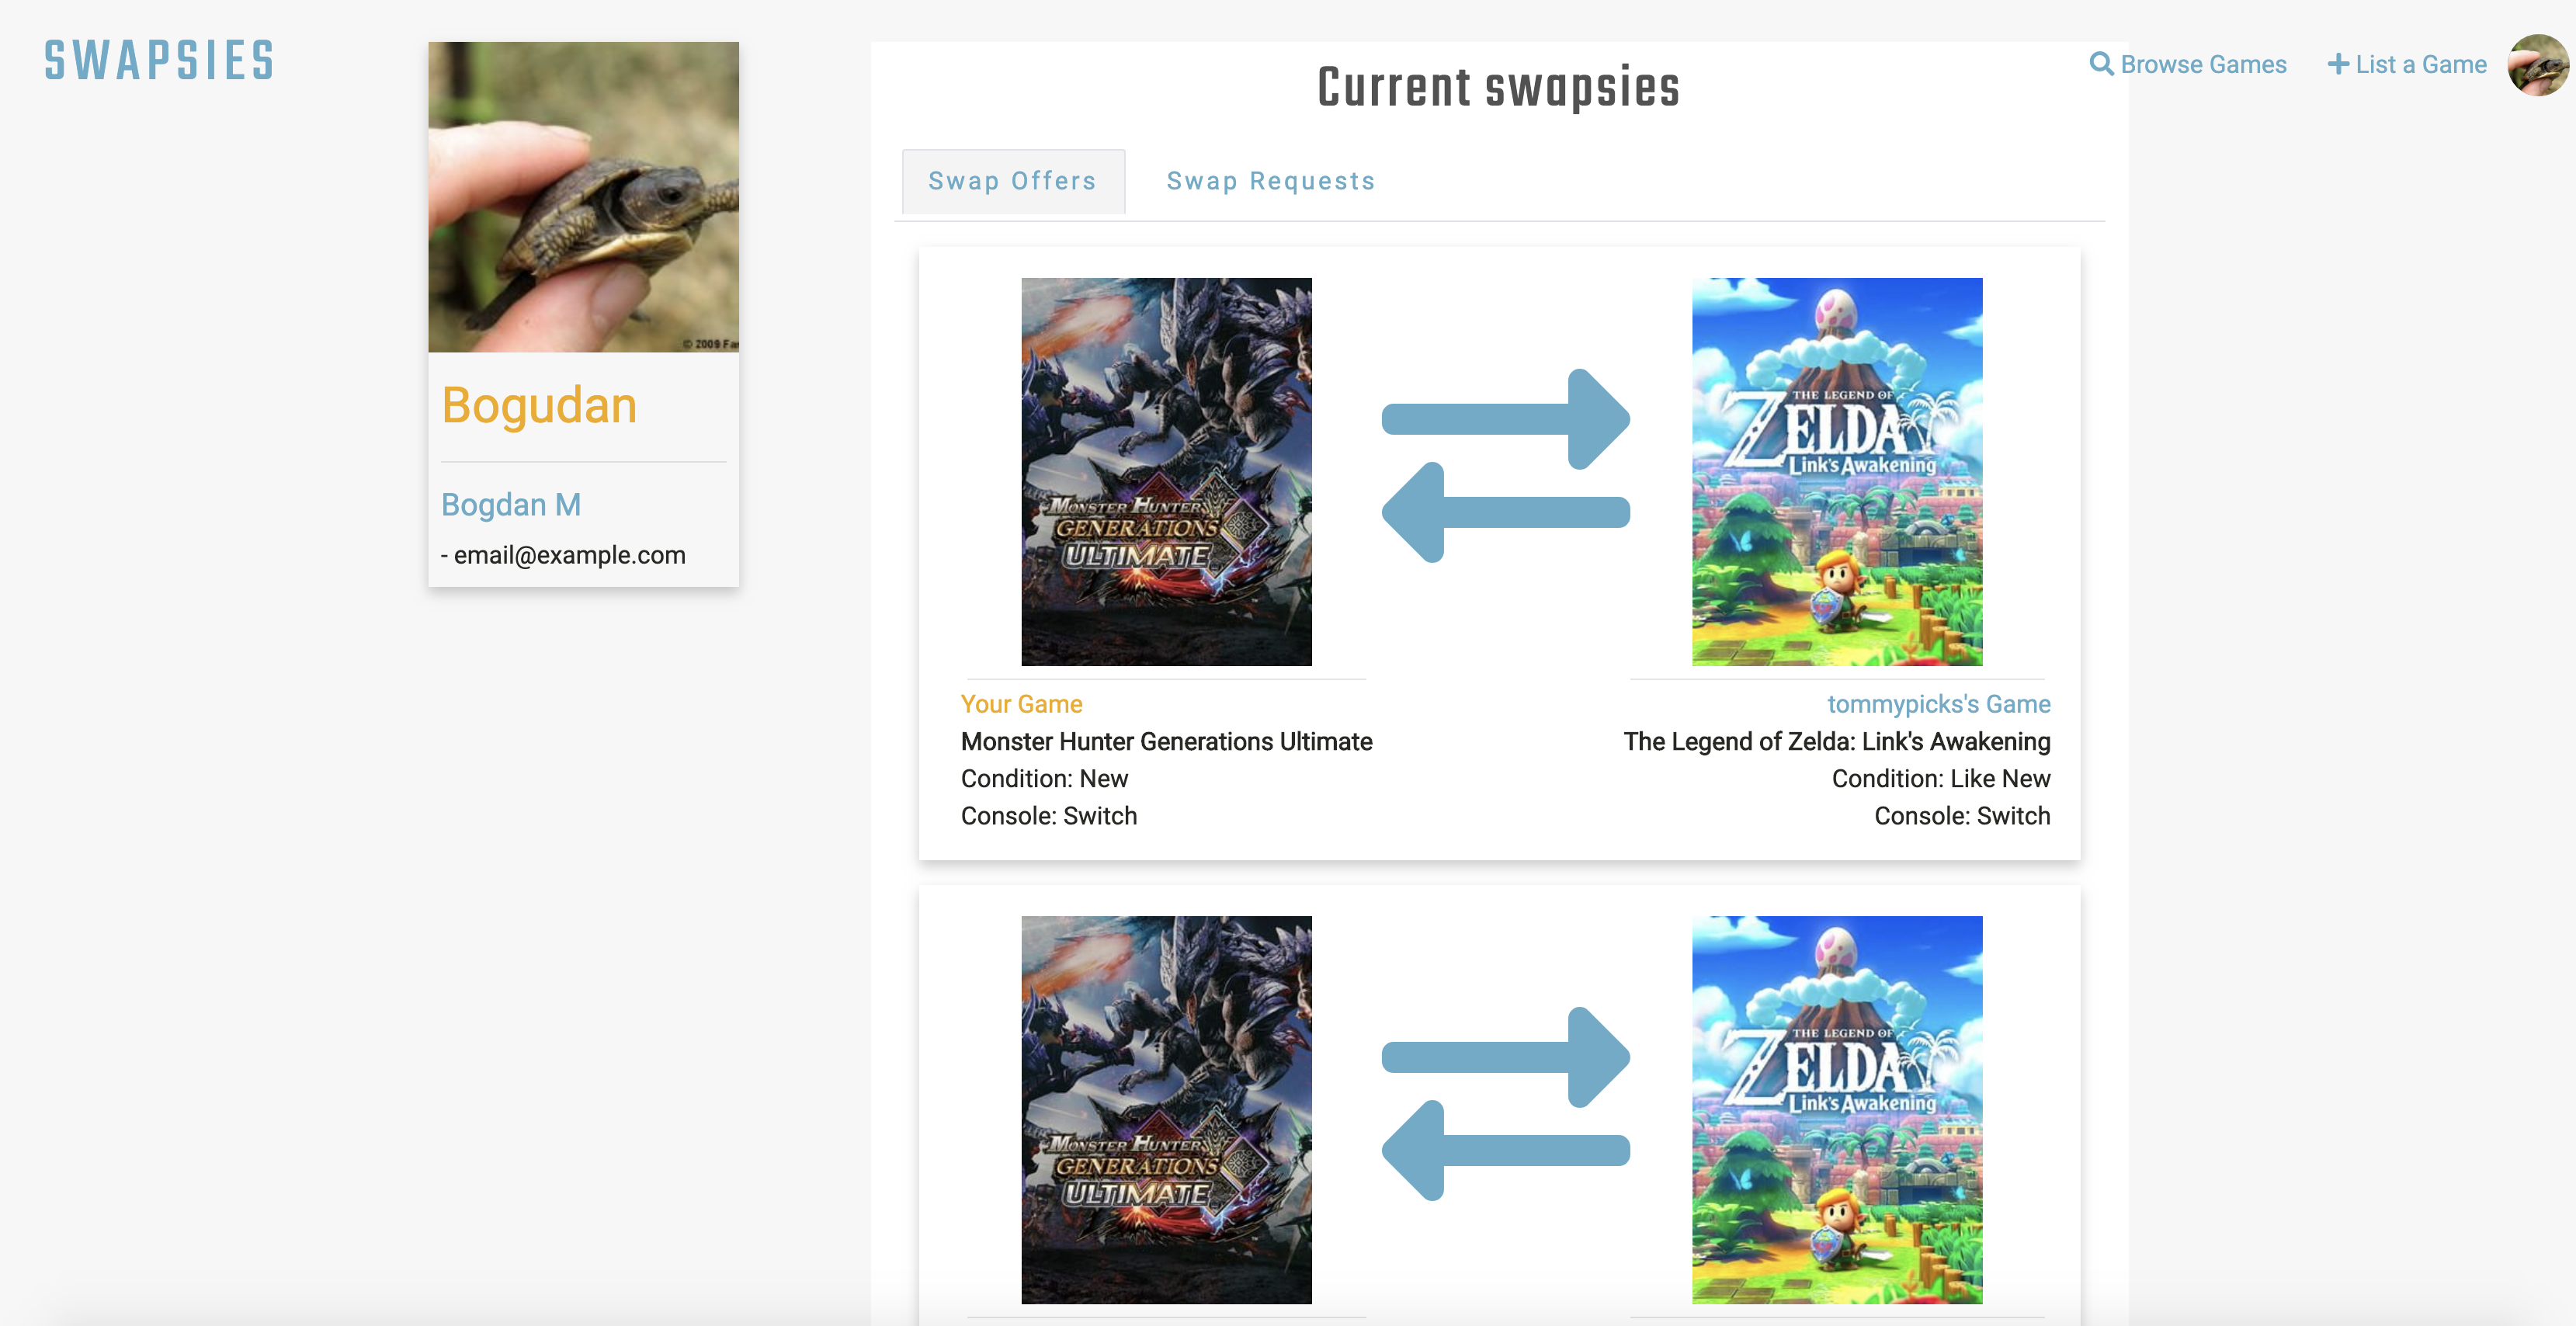 SWAPSIES
Browse Games
List a Game
© 2009
Bogudan
Bogdan M
- email@example.com
Current swapsies
Swap Offers
Swap Requests
MONSTER HUNTER
GENERATIONS
ULTIMATE
THE LEGEND OF
ZELDA
Link's Awakening
Your Game
Monster Hunter Generations Ultimate
Condition: New
Console: Switch
tommypicks's Game
The Legend of Zelda: Link's Awakening
Condition: Like New
Console: Switch
MONSTER HUNTER
GENERATIONS
ULTIMATE
THE LEGEND OF
ZELDA
Link's Awakening